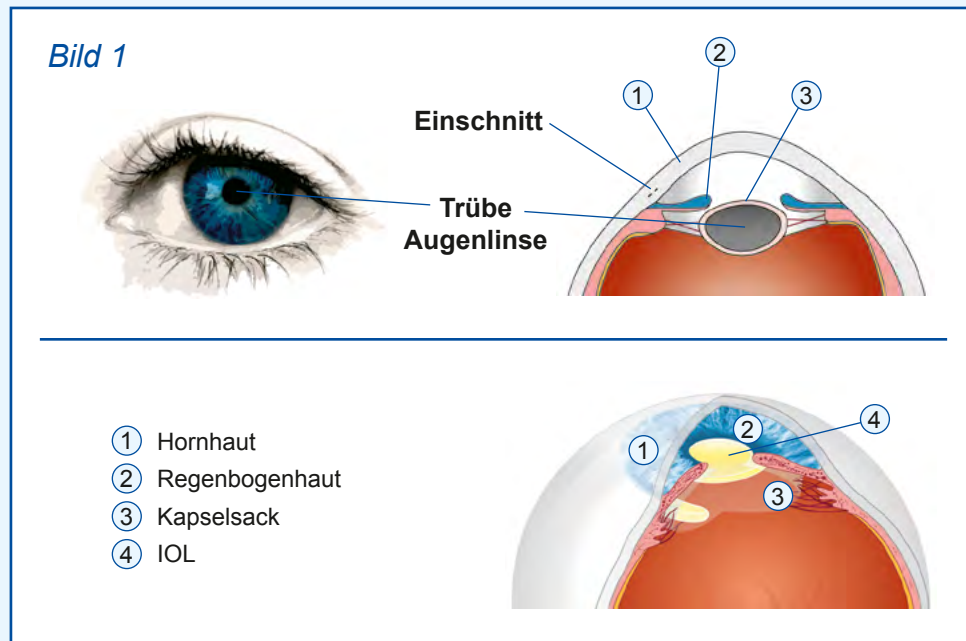 Bild 1
2
1
3
Einschnitt
Trübe
Augenlinse
1 Hornhaut
2 Regenbogenhaut
3 Kapselsack
4 IOL
4
2
1
3